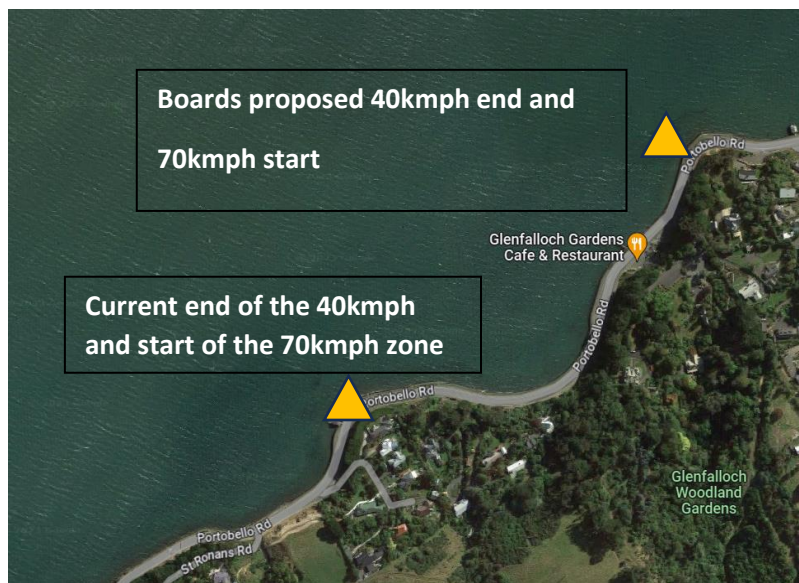 Boards proposed 40kmph end and
70kmph start
Portobello Rd
Glenfalloch Gardens
Cafe & Restaurant
Current end of the 40kmph
and start of the 70kmph zone
Portobello Rd
Portobello Rd
Glenfalloch
Woodland
Gardens
Portobello Rd
St Ronans Rd